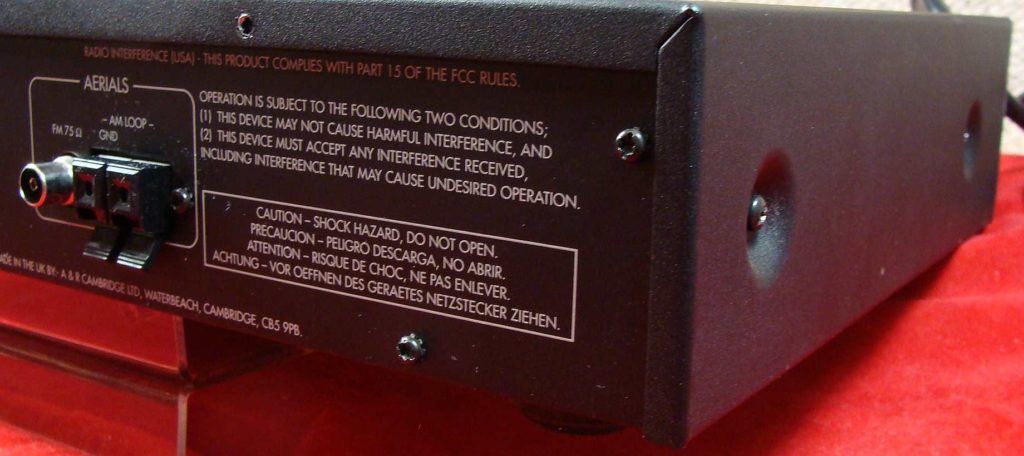 RADIO INTERFERENCE (USA) - THIS PRODUCT COMPLIES WITH PART 15 OF THE FCC RULES.
AERIALS
FM 75 Ω
- AM LOOP -
GND
OPERATION IS SUBJECT TO THE FOLLOWING TWO CONDITIONS;
(1) THIS DEVICE MAY NOT CAUSE HARMFUL INTERFERENCE, AND
(2) THIS DEVICE MUST ACCEPT ANY INTERFERENCE RECEIVED,
INCLUDING INTERFERENCE THAT MAY CAUSE UNDESIRED OPERATION.
CAUTION – SHOCK HAZARD, DO NOT OPEN.
PRECAUCION – PELIGRO DESCARGA, NO ABRIR.
ATTENTION – RISQUE DE CHOC, NE PAS ENLEVER.
ACHTUNG – VOR OEFFNEN DES GERAETES NETZSTECKER ZIEHEN.
ADE IN THE UK BY:- A & R CAMBRIDGE LTD, WATERBEACH, CAMBRIDGE, CB5 9PB.